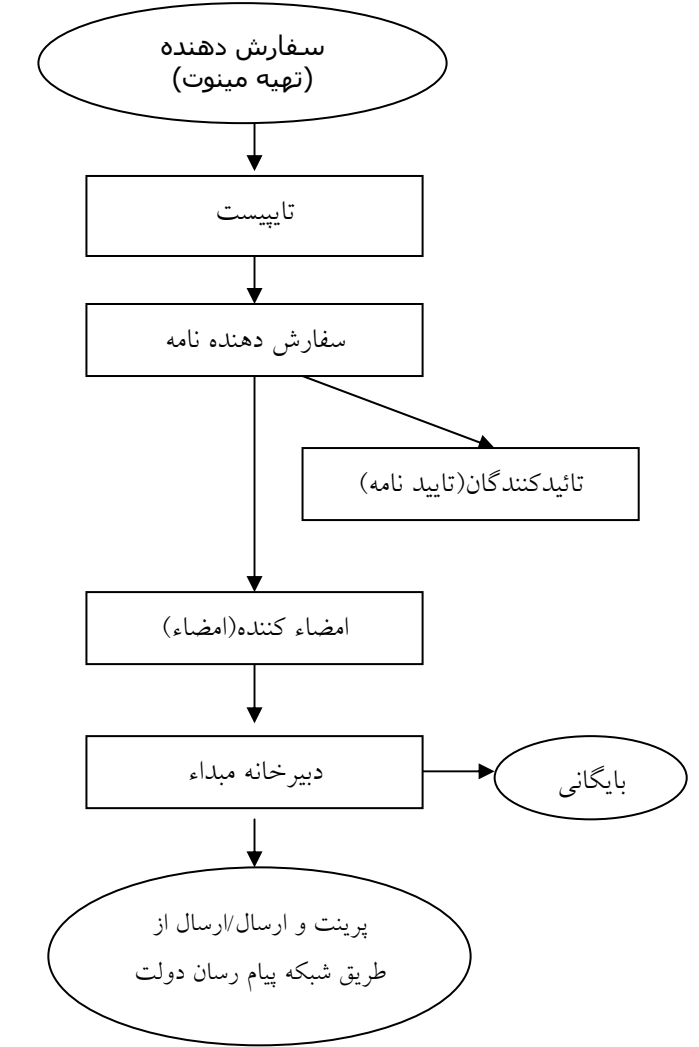 سفارش دهنده
(تهیه مینوت)
تایپیست
سفارش دهنده نامه
تائیدکنندگان(تایید نامه)
امضاء کننده(امضاء)
دبیرخانه مبداء
بایگانی
پرینت و ارسال/ارسال از
طریق شبکه پیام رسان دولت